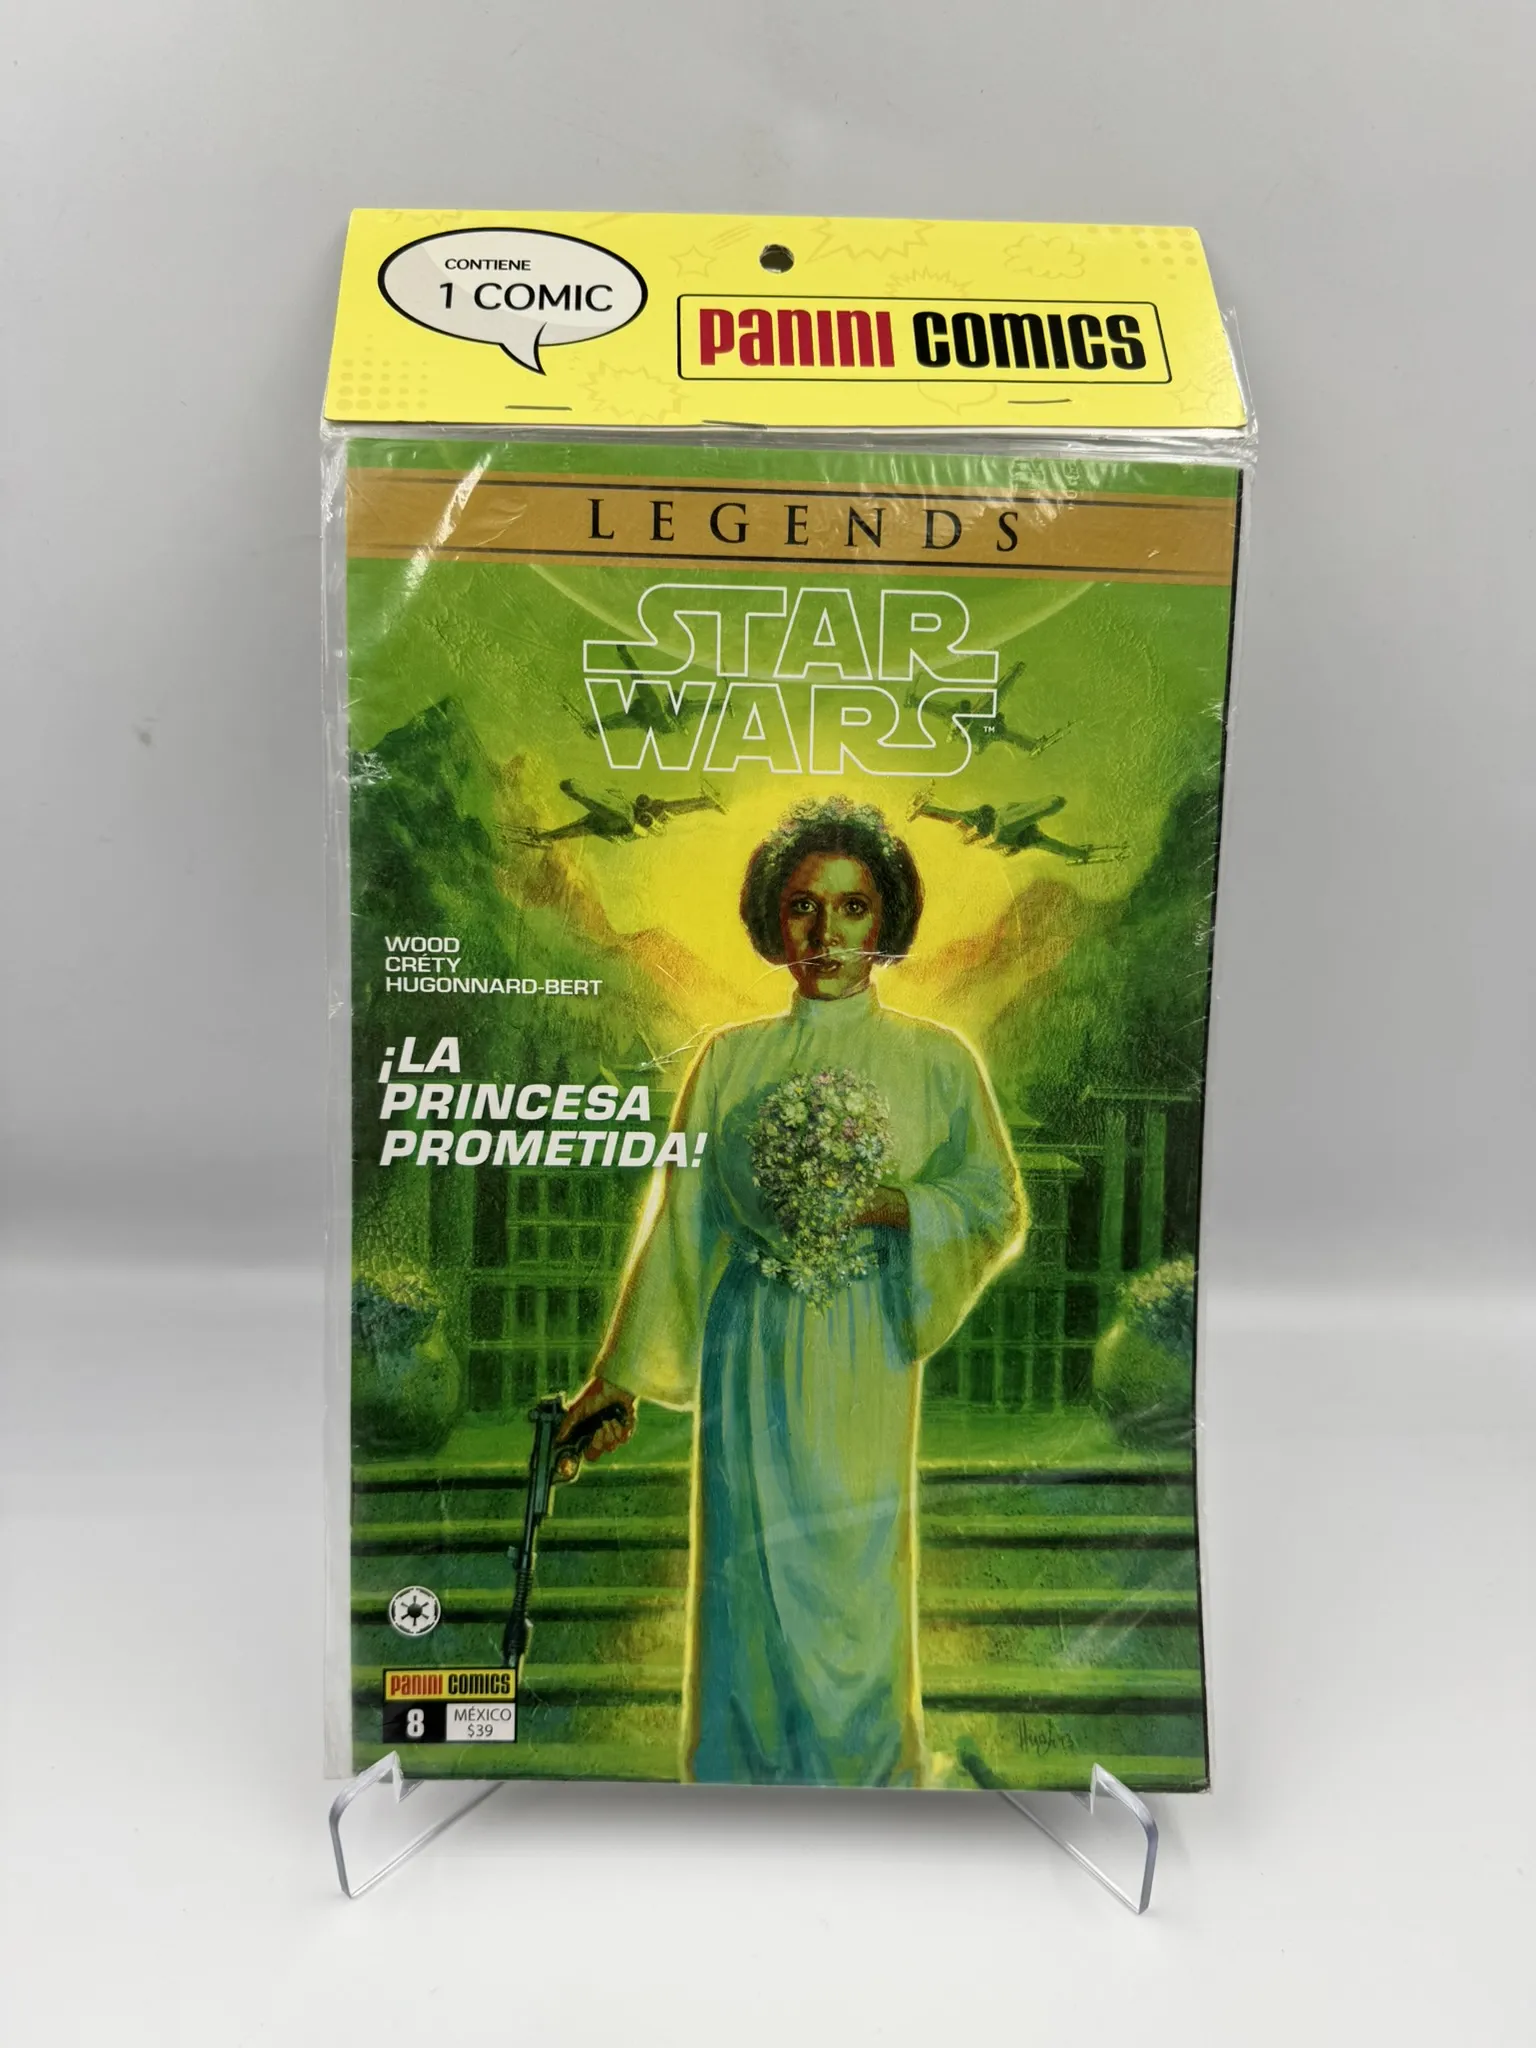 CONTIENE
1 COMIC
PANINI COMICS
LEGENDS
STAR
WARS
™
WOOD
CRÉTY
HUGONNARD-BERT
¡LA
PRINCESA
PROMETIDA!
PANINI COMICS
8
MÉXICO
$39